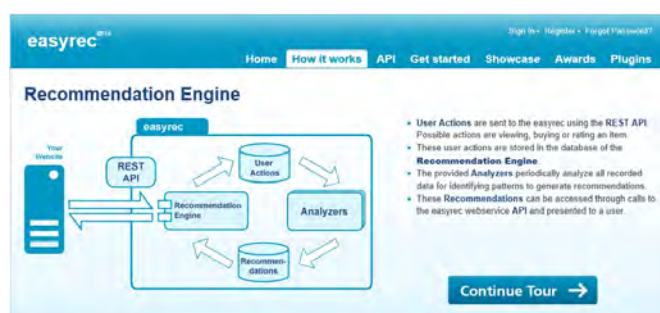 easyrec beta
Sign In • Register • Forgot Password?
Home How it works API Get started Showcase Awards Plugins
Recommendation Engine
easyrec
Your
Website
REST
API
User
Actions
Recommendation
Engine
Analyzers
Recommen-
dations
• User Actions are sent to the easyrec using the REST API.
Possible actions are viewing, buying or rating an item.
• These user actions are stored in the database of the
Recommendation Engine.
• The provided Analyzers periodically analyze all recorded
data for identifying patterns to generate recommendations.
• These Recommendations can be accessed through calls to
the easyrec webservice API and presented to a user.
Continue Tour